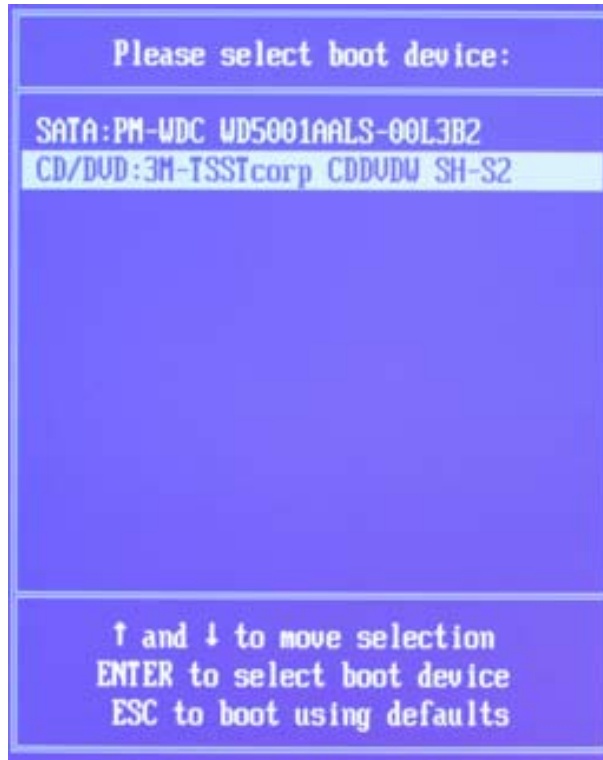 Please select boot device:
SATA:PM-WDC WD5001AALS-00L3B2
CD/DVD:3M-TSSTcorp CDDVDW SH-S2
↑ and ↓ to move selection
ENTER to select boot device
ESC to boot using defaults